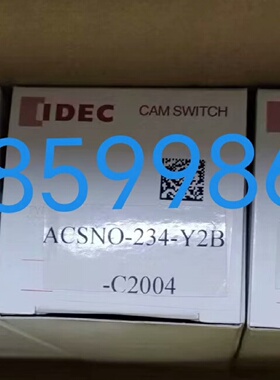 IDEC CAM SWITCH
859986
ACSNO-234-Y2B
-C2004